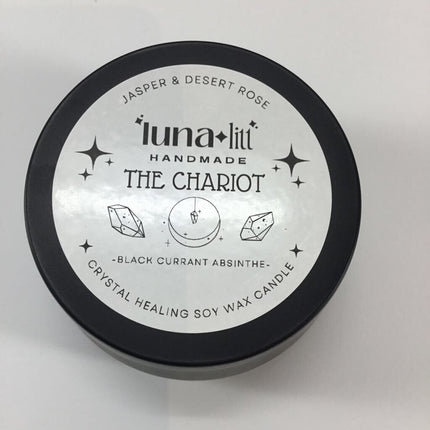 JASPER & DESERT ROSE
luna✦litt
HANDMADE
THE CHARIOT
-BLACK CURRANT ABSINTHE-
CRYSTAL HEALING SOY WAX CANDLE